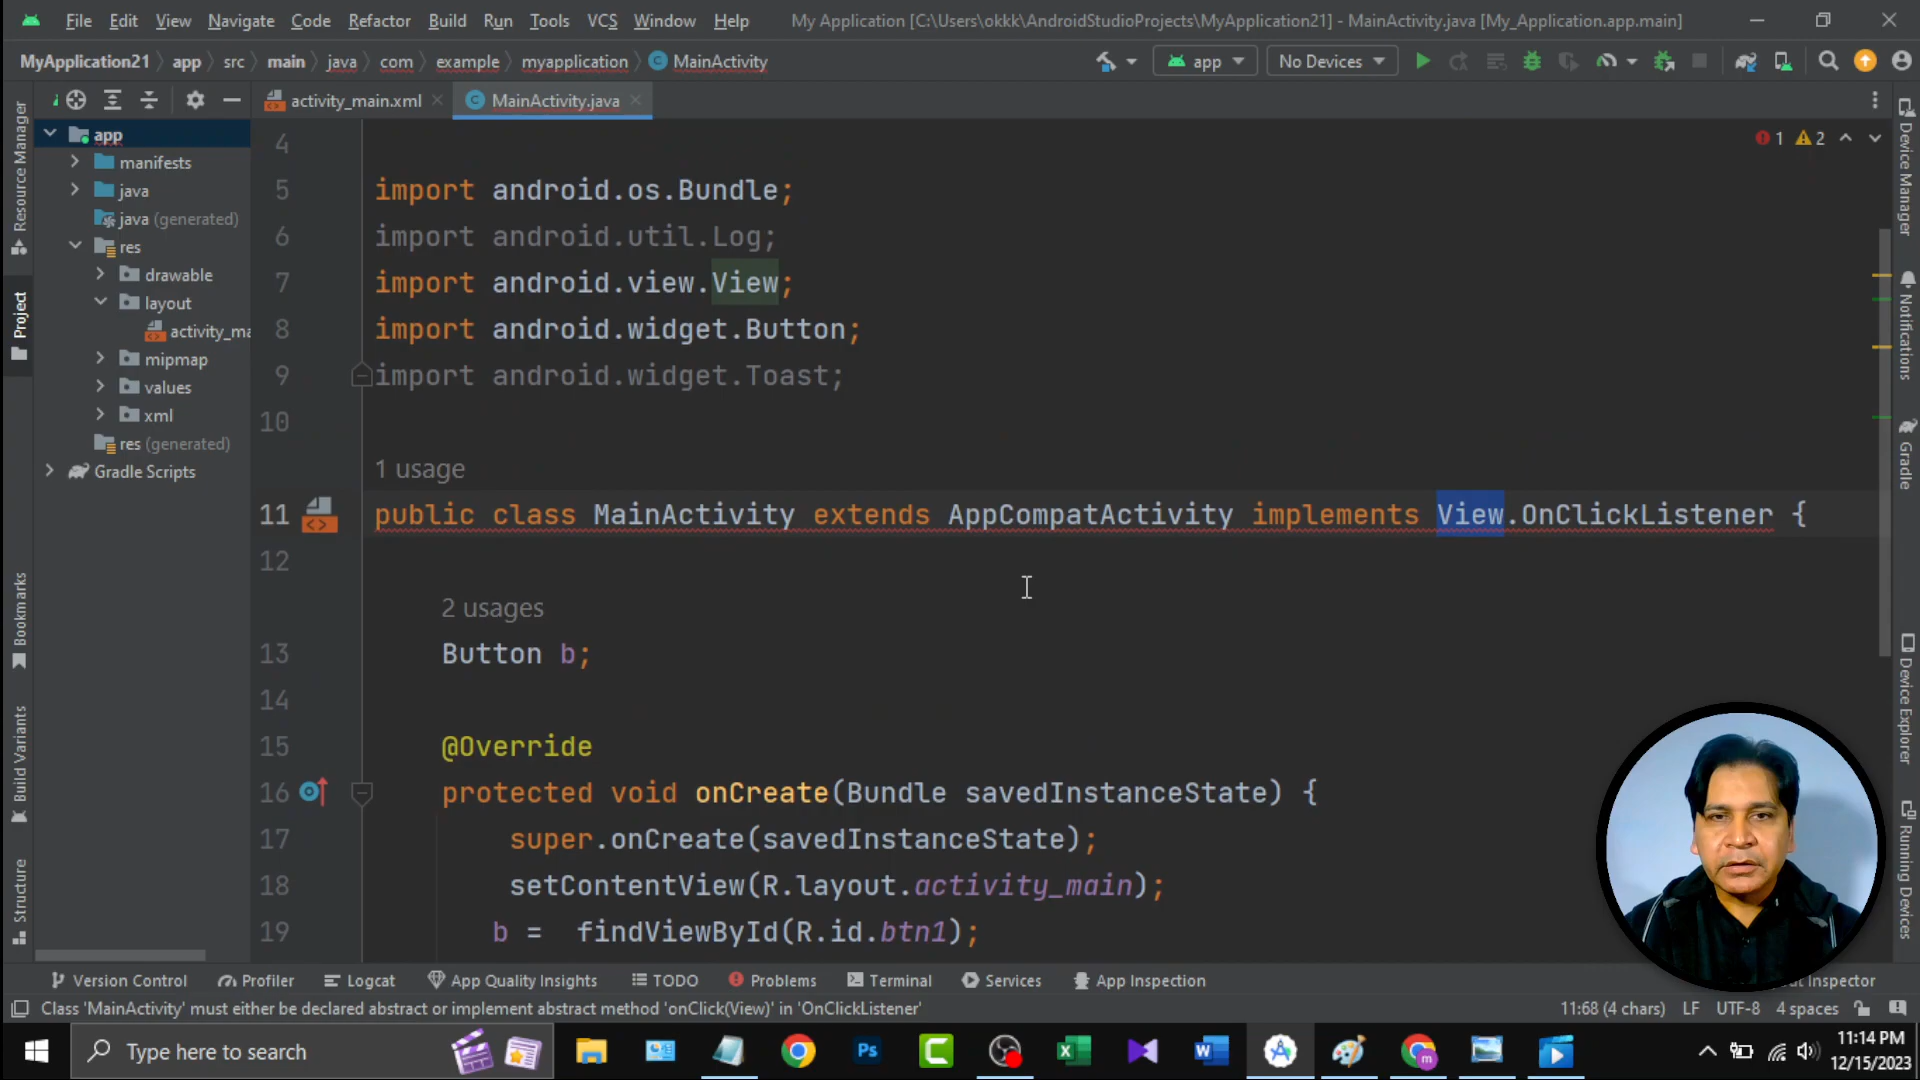 File Edit View Navigate Code Refactor Build Run Tools VCS Window Help My Application [C:\Users\okkk\AndroidStudioProjects\MyApplication21] - MainActivity.java [My_Application.app.main]
MyApplication21 app src main java com example myapplication MainActivity app No Devices
activity_main.xml MainActivity.java
Resource Manager
Project
Bookmarks
Build Variants
Structure
app
manifests
java
java (generated)
res
drawable
layout
activity_ma
mipmap
values
xml
res (generated)
Gradle Scripts
1 2
4
5 import android.os.Bundle;
6 import android.util.Log;
7 import android.view.View;
8 import android.widget.Button;
9 import android.widget.Toast;
10
1 usage
11 public class MainActivity extends AppCompatActivity implements View.OnClickListener {
12
2 usages
13 Button b;
14
15 @Override
16 protected void onCreate(Bundle savedInstanceState) {
17 super.onCreate(savedInstanceState);
18 setContentView(R.layout.activity_main);
19 b = findViewById(R.id.btn1);
Device Manager
Notifications
Gradle
Device Explorer
Running Devices
Version Control Profiler Logcat App Quality Insights TODO Problems Terminal Services App Inspection Inspector
Class 'MainActivity' must either be declared abstract or implement abstract method 'onClick(View)' in 'OnClickListener' 11:68 (4 chars) LF UTF-8 4 spaces
Type here to search
Ps
11:14 PM
12/15/2023